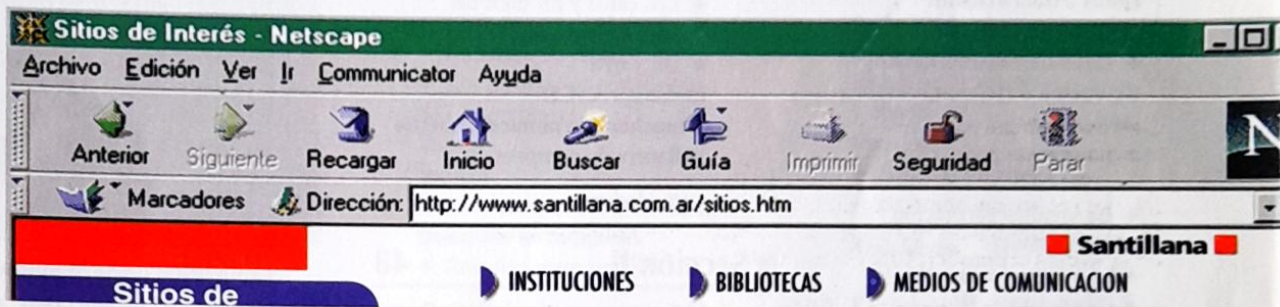 Sitios de Interés - Netscape
Archivo Edición Ver Ir Communicator Ayuda
Anterior Siguiente Recargar Inicio Buscar Guía Imprimir Seguridad Parar
N
Marcadores Dirección: http://www.santillana.com.ar/sitios.htm
Santillana
Sitios de
INSTITUCIONES BIBLIOTECAS MEDIOS DE COMUNICACION